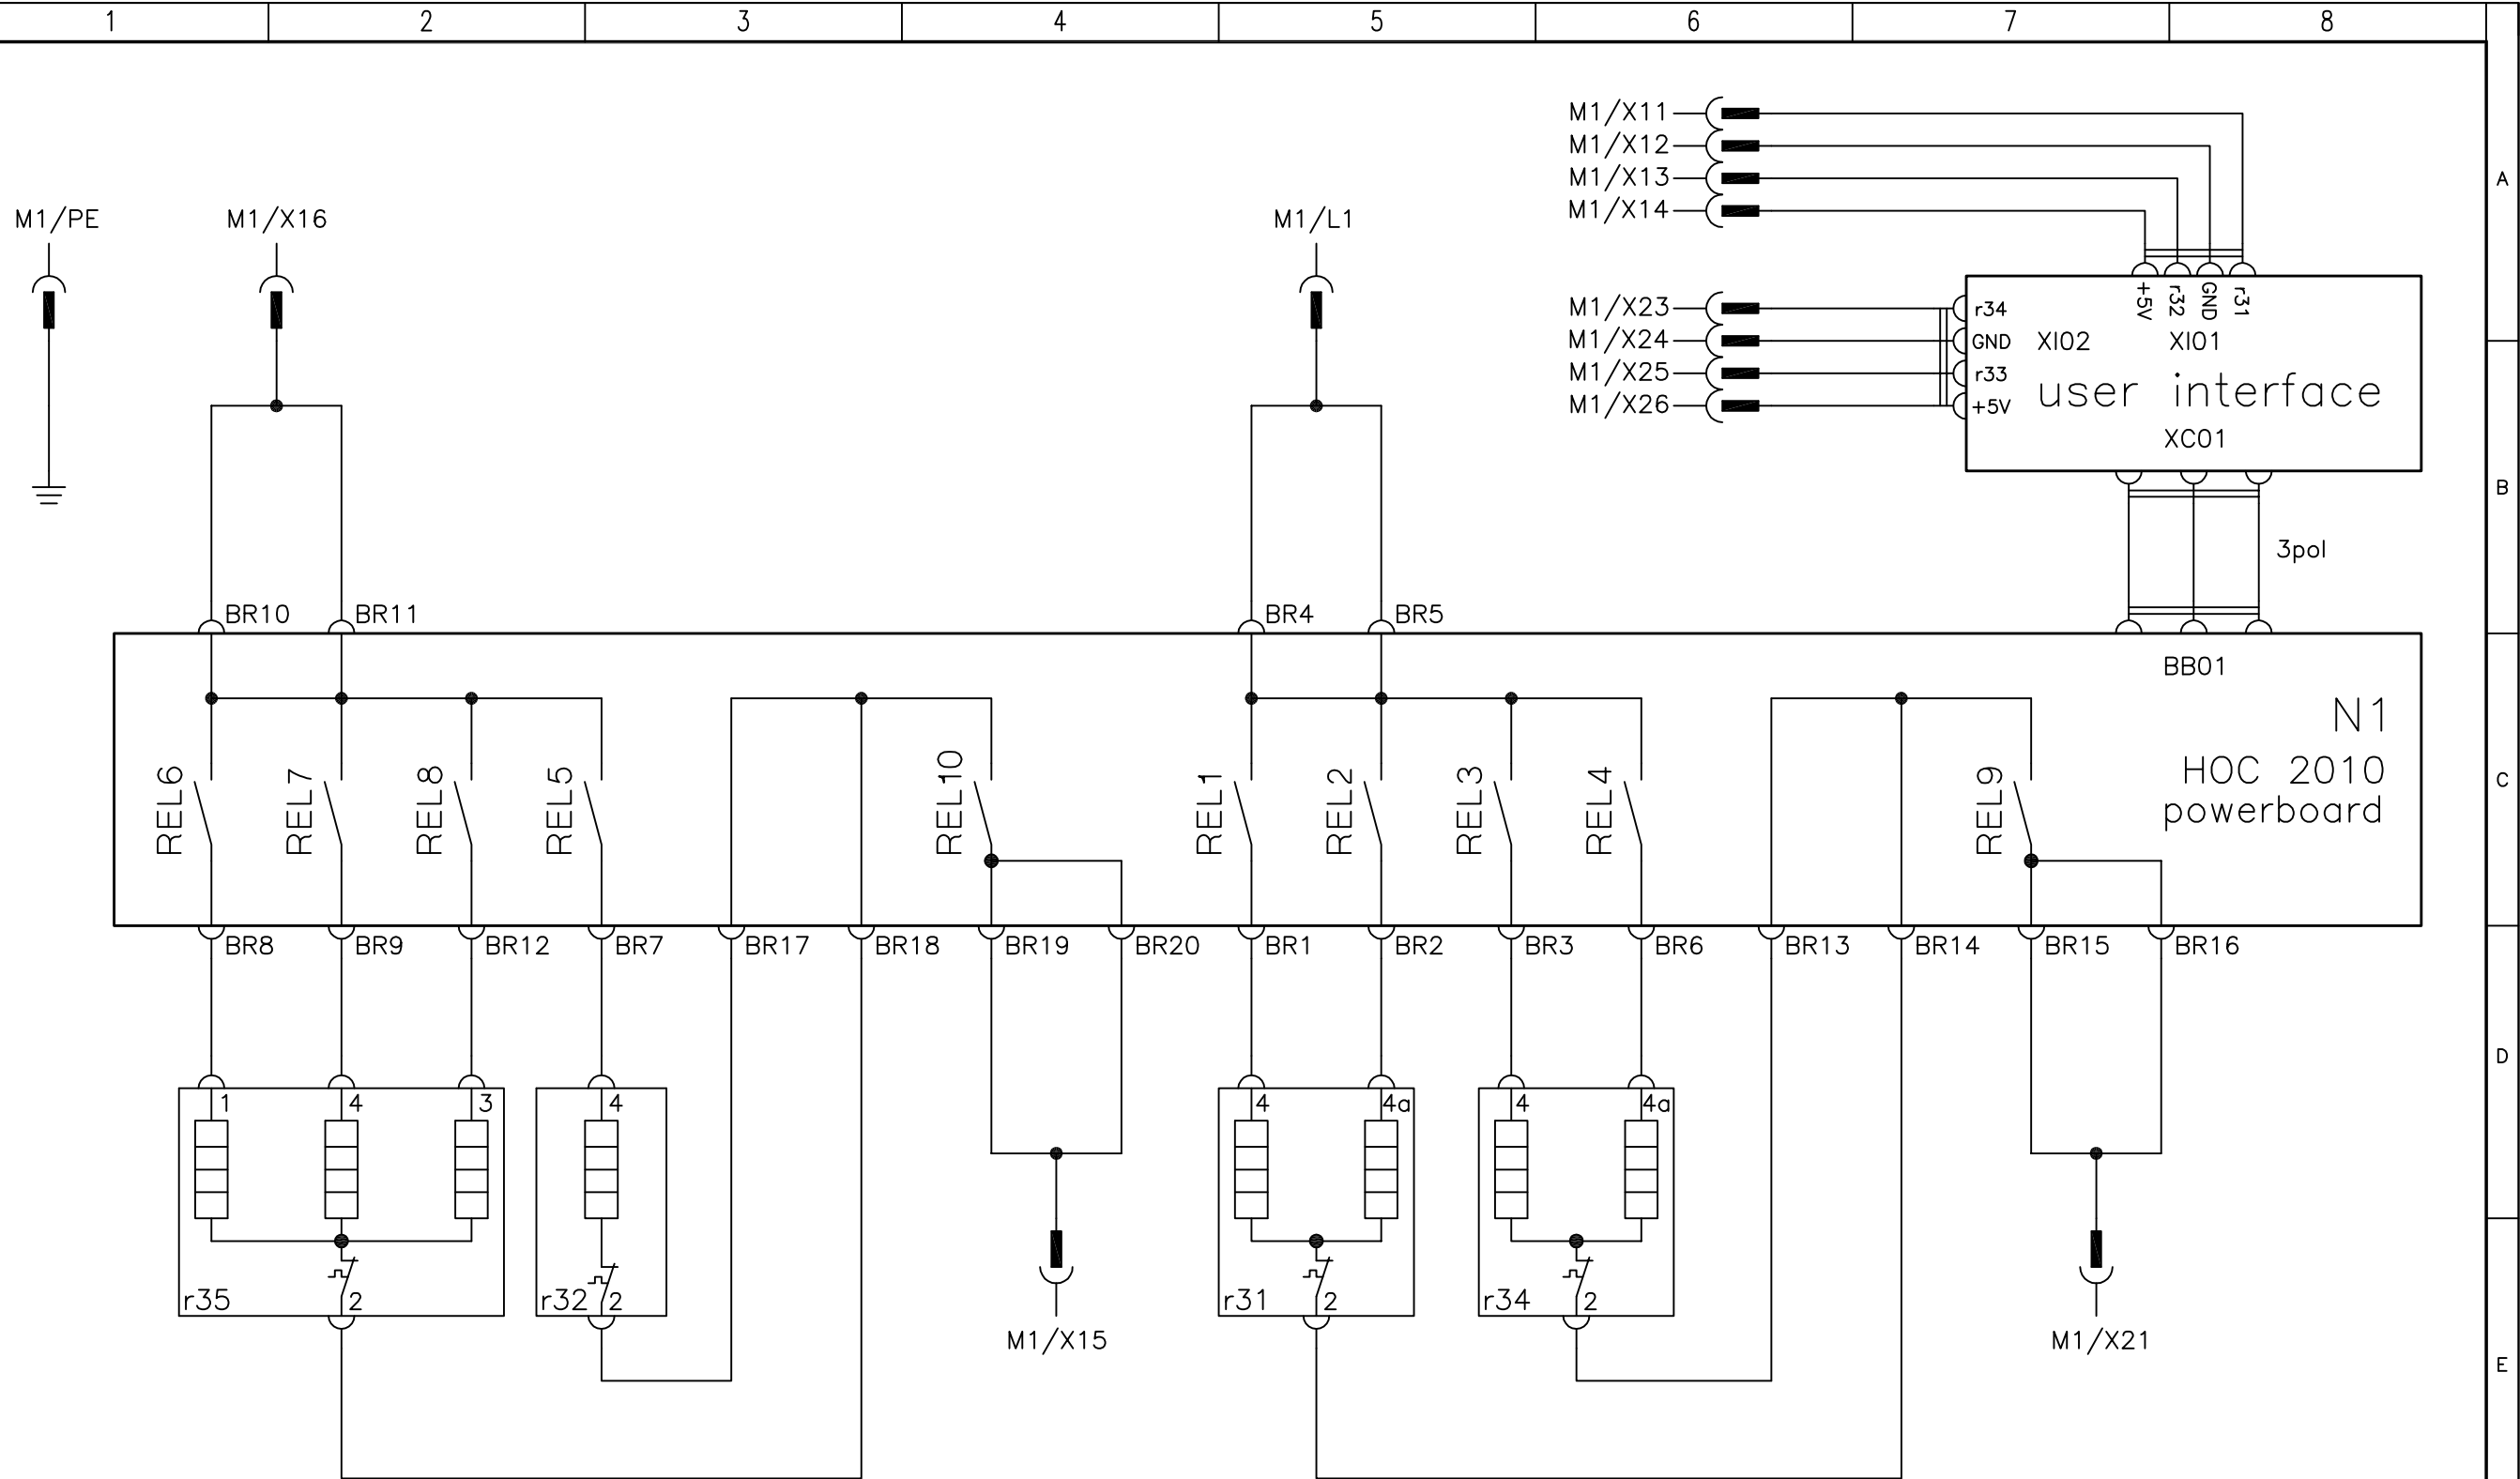 1 2 3 4 5 6 7 8
M1/X11
M1/X12
M1/X13
M1/X14
A
M1/PE M1/X16 M1/L1
+5V r32 GND r31
M1/X23 r34
M1/X24 GND XI02 XI01
M1/X25 r33
M1/X26 +5V
user interface
XC01
B
3pol
BR10 BR11 BR4 BR5
BB01
N1
HOC 2010
powerboard
C
REL6 REL7 REL8 REL5 REL10 REL1 REL2 REL3 REL4 REL9
BR8 BR9 BR12 BR7 BR17 BR18 BR19 BR20 BR1 BR2 BR3 BR6 BR13 BR14 BR15 BR16
D
1 4 3 4 4 4a 4 4a
r35 2 r32 2 r31 2 r34 2
M1/X15 M1/X21
E